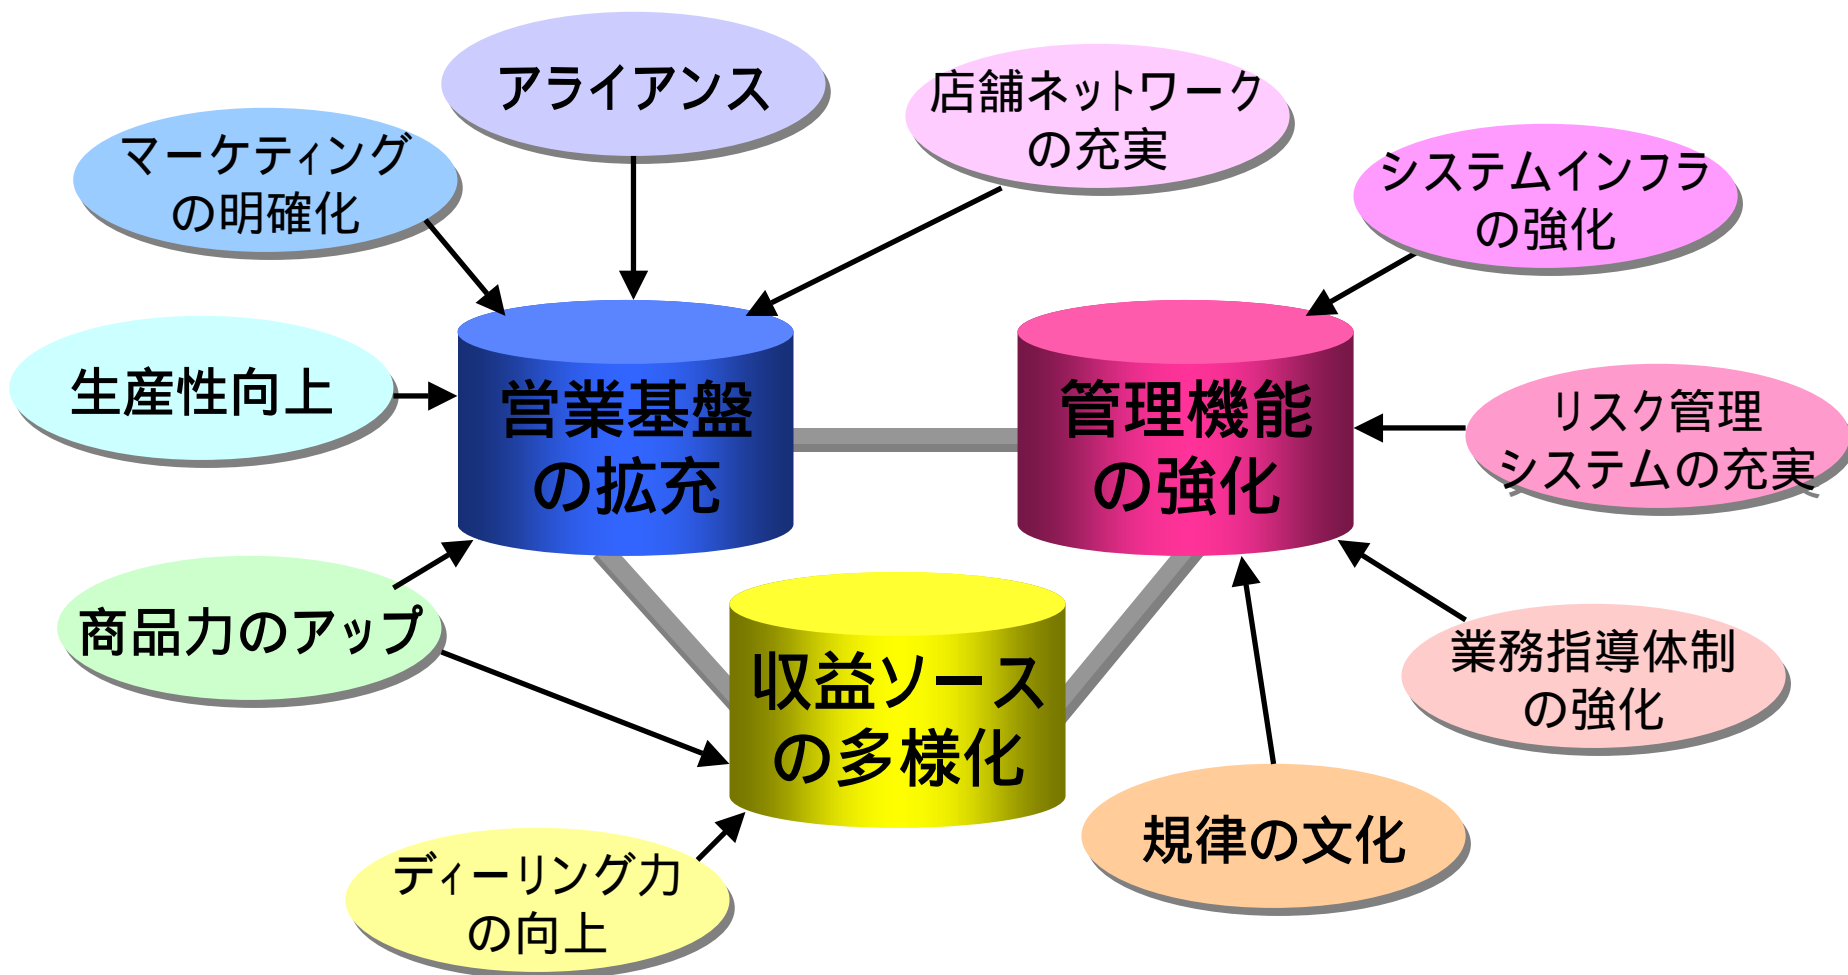 アライアンス
店舗ネットワーク
の充実
マーケティング
の明確化
システムインフラ
の強化
生産性向上
営業基盤
の拡充
管理機能
の強化
リスク管理
システムの充実
商品力のアップ
収益ソース
の多様化
業務指導体制
の強化
規律の文化
ディーリング力
の向上